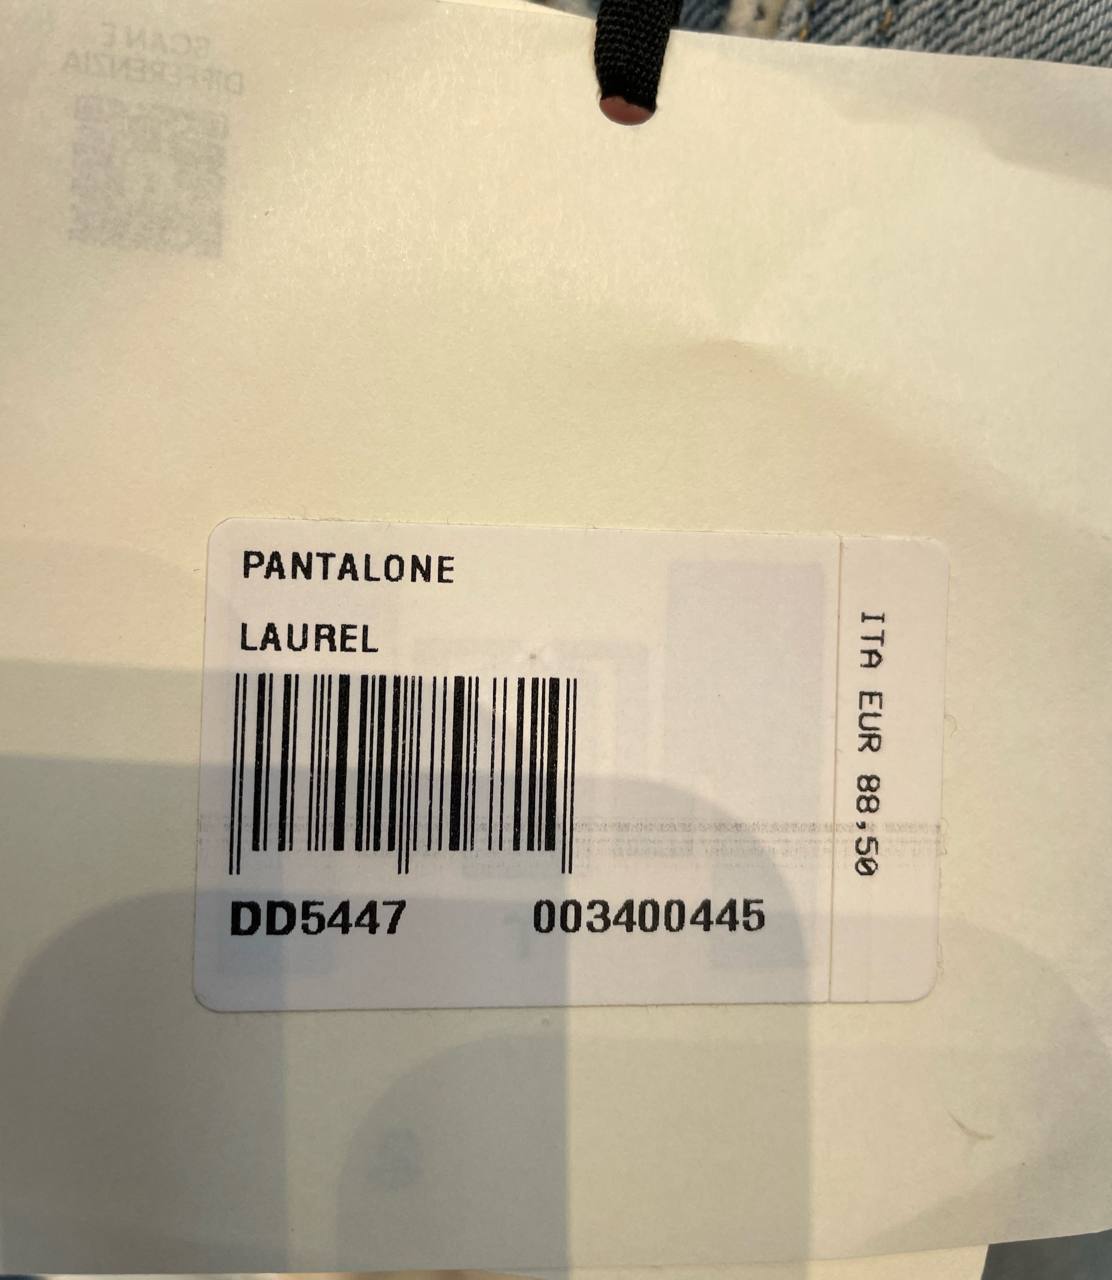 SCAN E
DIFFERENZIA
PANTALONE
LAUREL
DD5447 003400445
ITA EUR 88,50